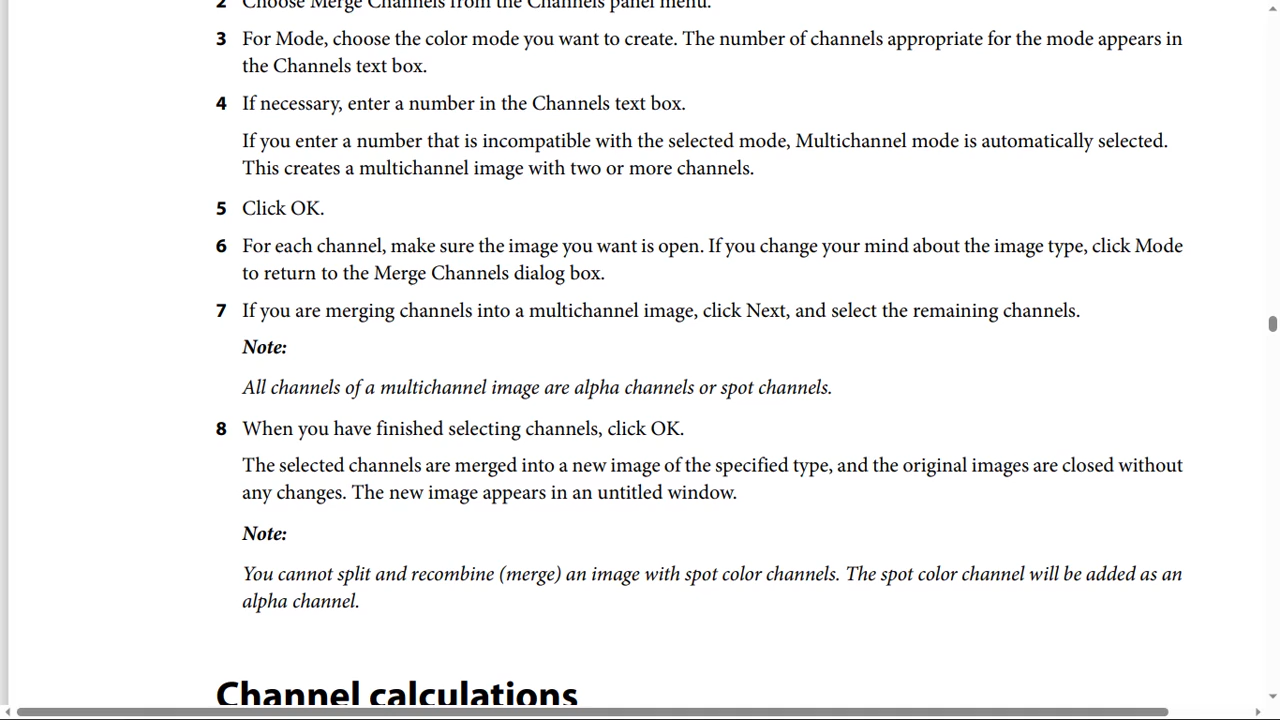 2 Choose Merge Channels from the Channels panel menu.
3 For Mode, choose the color mode you want to create. The number of channels appropriate for the mode appears in
the Channels text box.
4 If necessary, enter a number in the Channels text box.
If you enter a number that is incompatible with the selected mode, Multichannel mode is automatically selected.
This creates a multichannel image with two or more channels.
5 Click OK.
6 For each channel, make sure the image you want is open. If you change your mind about the image type, click Mode
to return to the Merge Channels dialog box.
7 If you are merging channels into a multichannel image, click Next, and select the remaining channels.
Note:
All channels of a multichannel image are alpha channels or spot channels.
8 When you have finished selecting channels, click OK.
The selected channels are merged into a new image of the specified type, and the original images are closed without
any changes. The new image appears in an untitled window.
Note:
You cannot split and recombine (merge) an image with spot color channels. The spot color channel will be added as an
alpha channel.
Channel calculations